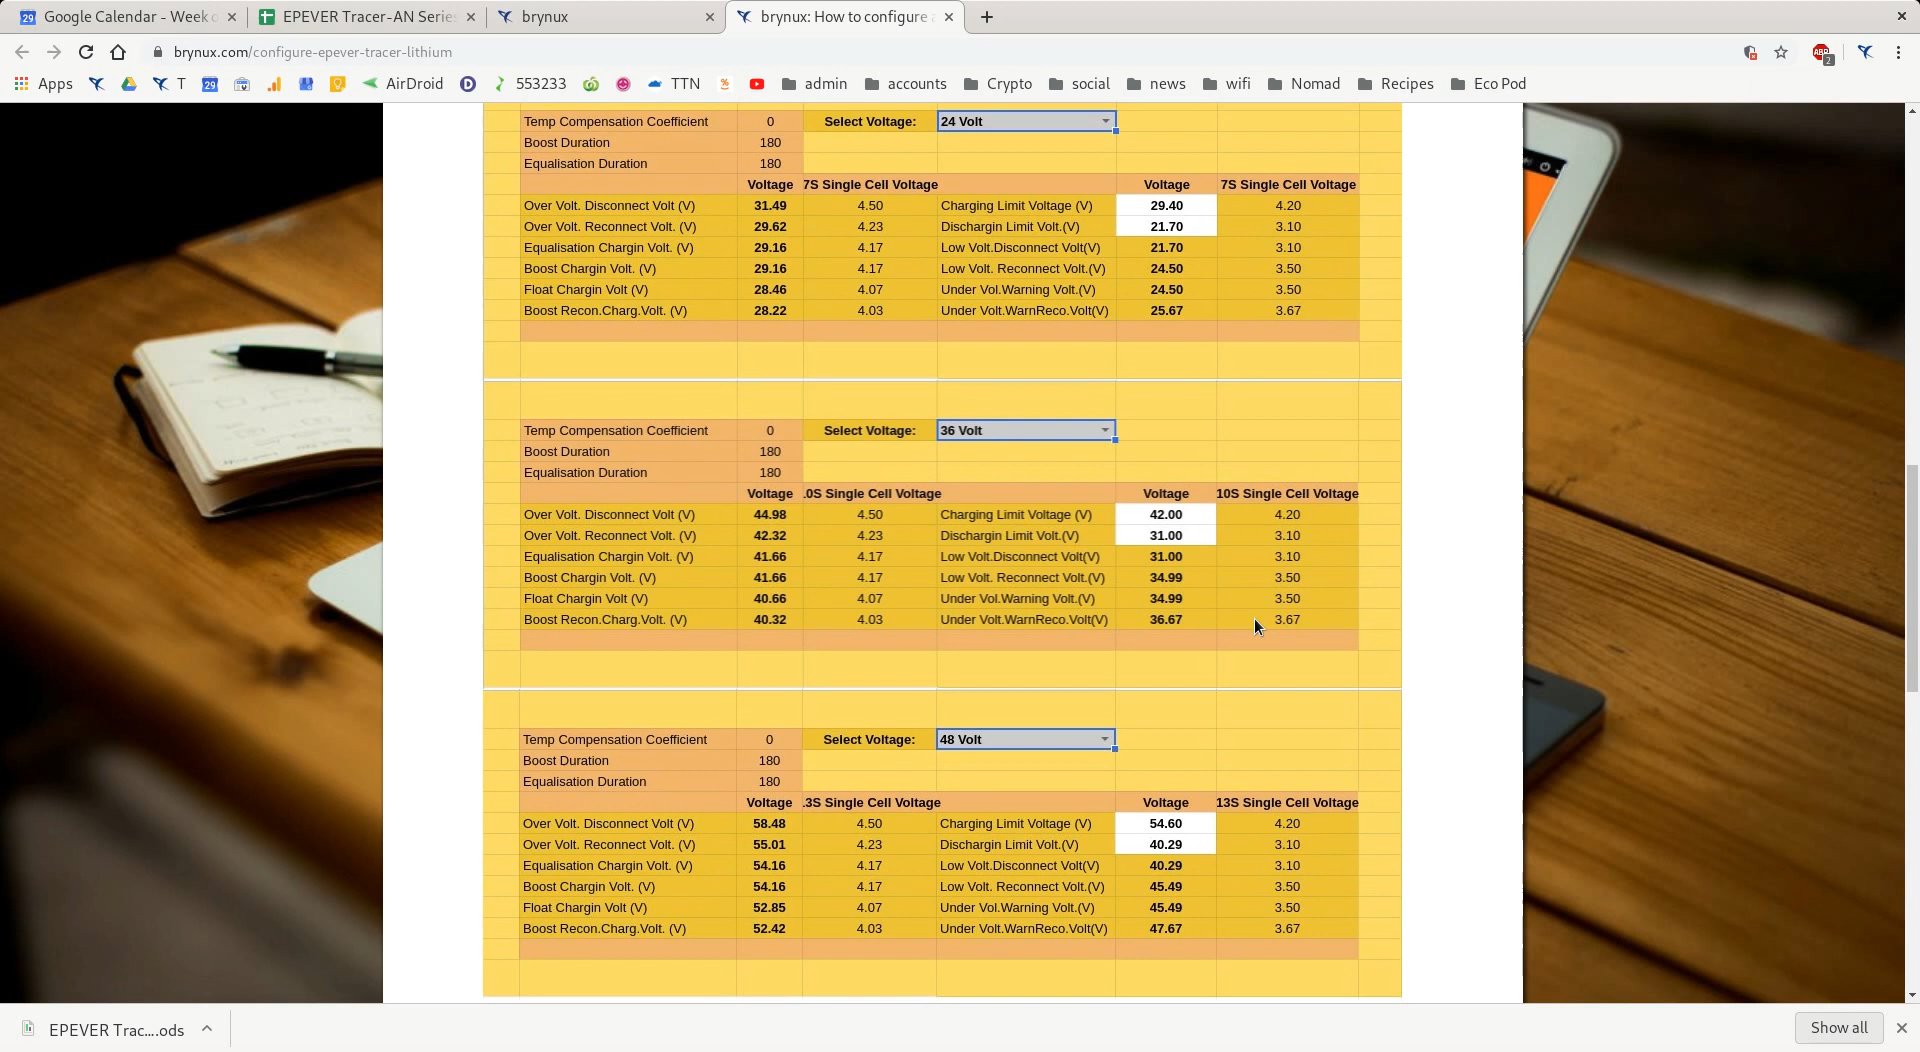 Google Calendar - Week o
EPEVER Tracer-AN Series
brynux
brynux: How to configure a
brynux.com/configure-epever-tracer-lithium
ABP
2
Apps
T
29
AirDroid
D
553233
TTN
admin
accounts
Crypto
social
news
wifi
Nomad
Recipes
Eco Pod
Temp Compensation Coefficient 0 Select Voltage: 24 Volt
Boost Duration 180
Equalisation Duration 180
Voltage 7S Single Cell Voltage Voltage 7S Single Cell Voltage
Over Volt. Disconnect Volt (V) 31.49 4.50 Charging Limit Voltage (V) 29.40 4.20
Over Volt. Reconnect Volt. (V) 29.62 4.23 Dischargin Limit Volt.(V) 21.70 3.10
Equalisation Chargin Volt. (V) 29.16 4.17 Low Volt.Disconnect Volt(V) 21.70 3.10
Boost Chargin Volt. (V) 29.16 4.17 Low Volt. Reconnect Volt.(V) 24.50 3.50
Float Chargin Volt (V) 28.46 4.07 Under Vol.Warning Volt.(V) 24.50 3.50
Boost Recon.Charg.Volt. (V) 28.22 4.03 Under Volt.WarnReco.Volt(V) 25.67 3.67
Temp Compensation Coefficient 0 Select Voltage: 36 Volt
Boost Duration 180
Equalisation Duration 180
Voltage .0S Single Cell Voltage Voltage 10S Single Cell Voltage
Over Volt. Disconnect Volt (V) 44.98 4.50 Charging Limit Voltage (V) 42.00 4.20
Over Volt. Reconnect Volt. (V) 42.32 4.23 Dischargin Limit Volt.(V) 31.00 3.10
Equalisation Chargin Volt. (V) 41.66 4.17 Low Volt.Disconnect Volt(V) 31.00 3.10
Boost Chargin Volt. (V) 41.66 4.17 Low Volt. Reconnect Volt.(V) 34.99 3.50
Float Chargin Volt (V) 40.66 4.07 Under Vol.Warning Volt.(V) 34.99 3.50
Boost Recon.Charg.Volt. (V) 40.32 4.03 Under Volt.WarnReco.Volt(V) 36.67 3.67
Temp Compensation Coefficient 0 Select Voltage: 48 Volt
Boost Duration 180
Equalisation Duration 180
Voltage .3S Single Cell Voltage Voltage 13S Single Cell Voltage
Over Volt. Disconnect Volt (V) 58.48 4.50 Charging Limit Voltage (V) 54.60 4.20
Over Volt. Reconnect Volt. (V) 55.01 4.23 Dischargin Limit Volt.(V) 40.29 3.10
Equalisation Chargin Volt. (V) 54.16 4.17 Low Volt.Disconnect Volt(V) 40.29 3.10
Boost Chargin Volt. (V) 54.16 4.17 Low Volt. Reconnect Volt.(V) 45.49 3.50
Float Chargin Volt (V) 52.85 4.07 Under Vol.Warning Volt.(V) 45.49 3.50
Boost Recon.Charg.Volt. (V) 52.42 4.03 Under Volt.WarnReco.Volt(V) 47.67 3.67
EPEVER Trac....ods
Show all